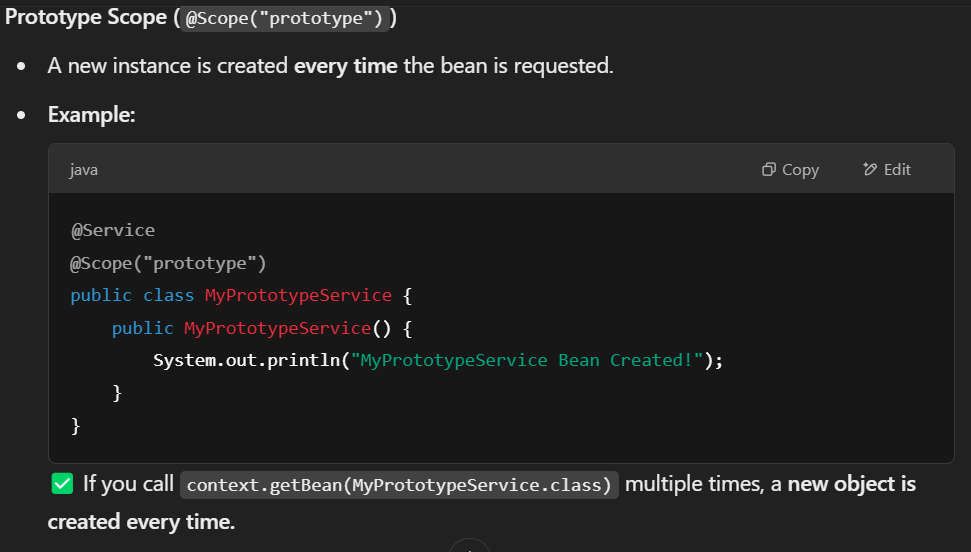 Prototype Scope (@Scope("prototype"))
• A new instance is created every time the bean is requested.
• Example:
java Copy Edit
@Service
@Scope("prototype")
public class MyPrototypeService {
    public MyPrototypeService() {
        System.out.println("MyPrototypeService Bean Created!");
    }
}
✅ If you call context.getBean(MyPrototypeService.class) multiple times, a new object is
created every time.